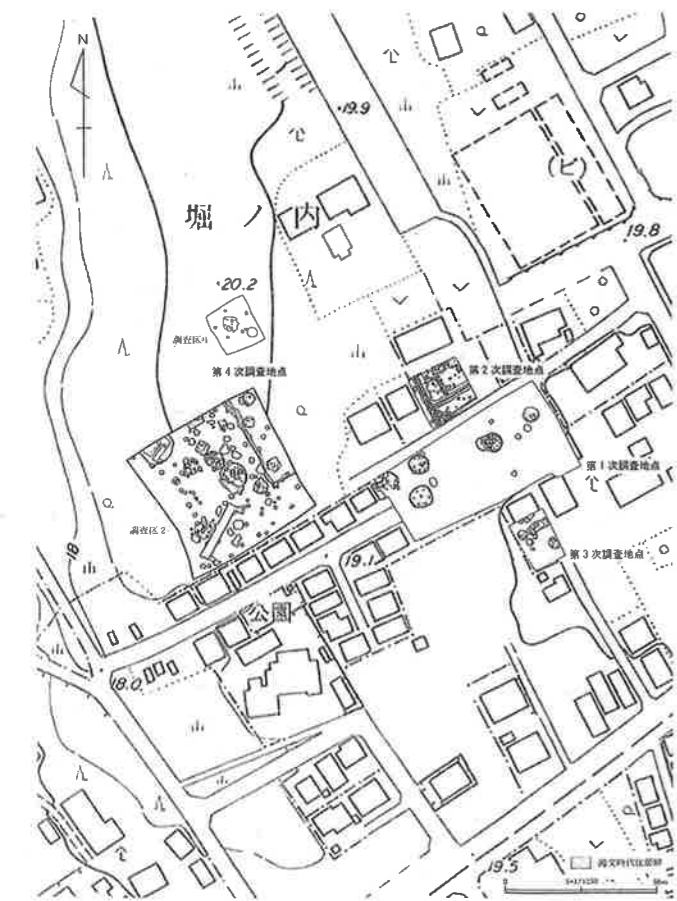 N
19.9
(ビ)
堀ノ内
19.8
20.2
調査区1
第4次調査地点
第2次調査地点
第1次調査地点
調査区2
18
19.1
第3次調査地点
公園
18.0
19.5
縄文時代住居跡
0
50m